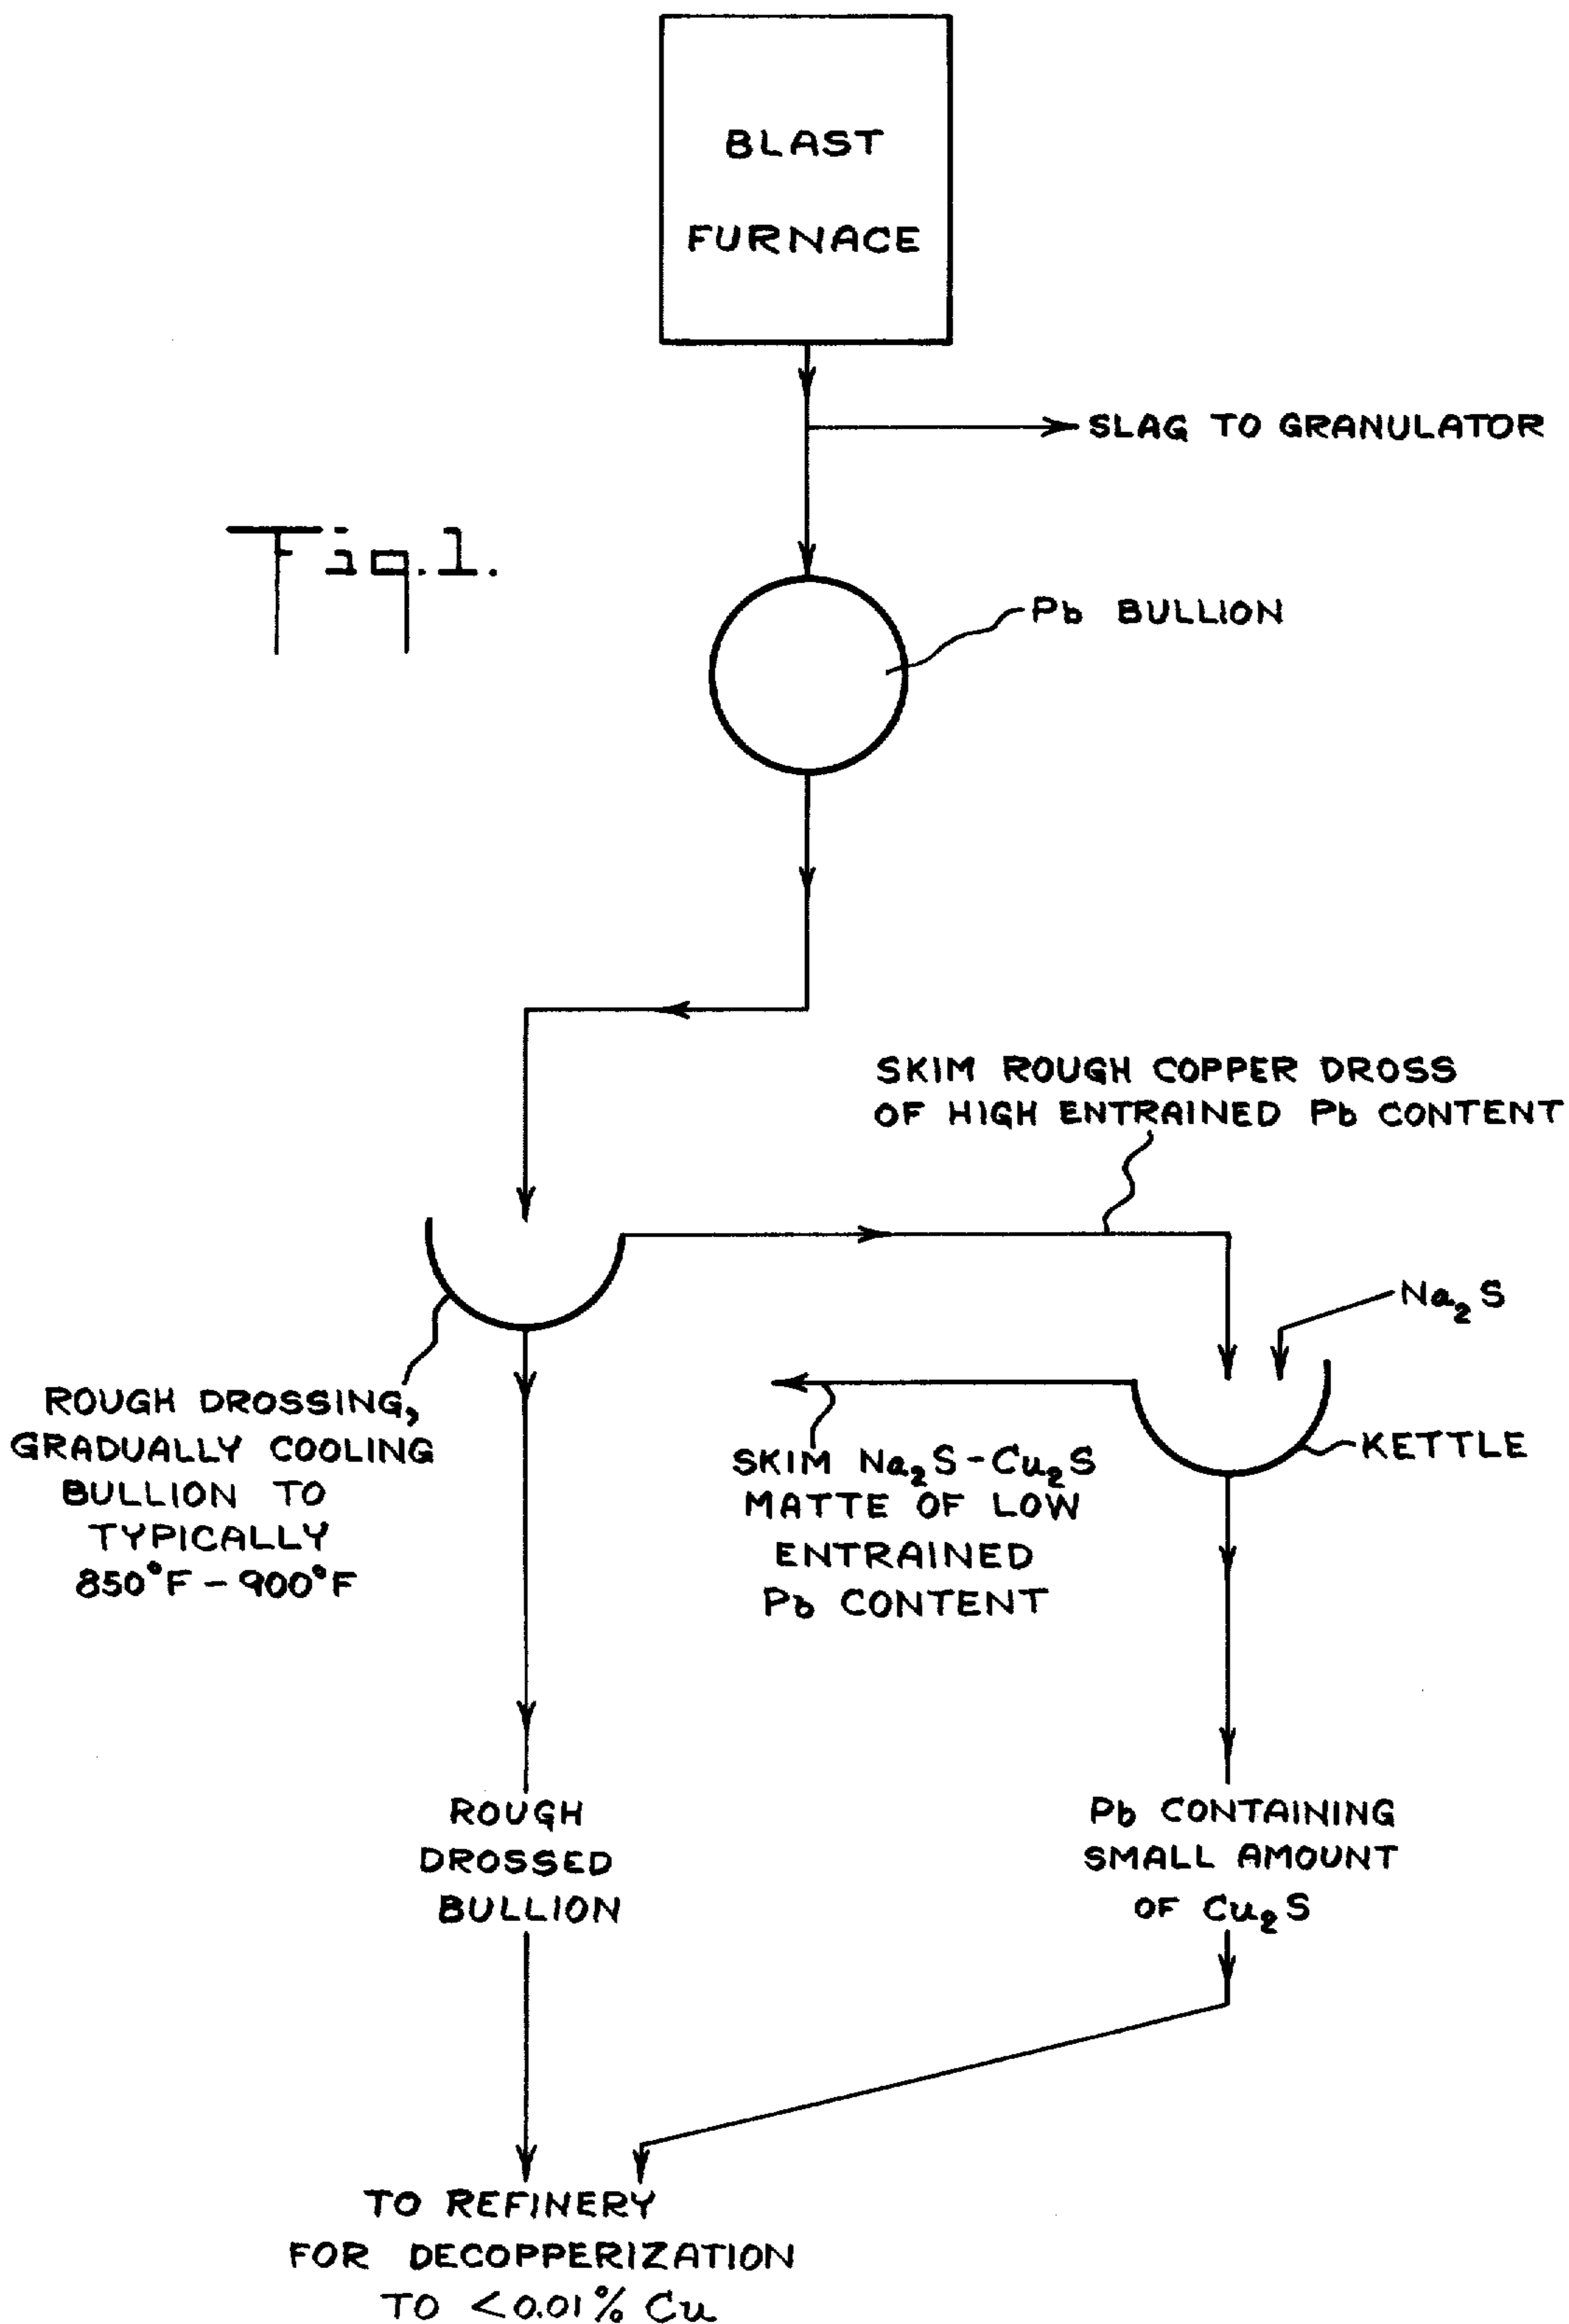 BLAST
FURNACE
SLAG TO GRANULATOR
Fig.1.
Pb BULLION
SKIM ROUGH COPPER DROSS
OF HIGH ENTRAINED Pb CONTENT
Na₂S
ROUGH DROSSING,
GRADUALLY COOLING
BULLION TO
TYPICALLY
850°F-900°F
KETTLE
SKIM Na₂S-Cu₂S
MATTE OF LOW
ENTRAINED
Pb CONTENT
ROUGH
DROSSED
BULLION
Pb CONTAINING
SMALL AMOUNT
OF Cu₂S
TO REFINERY
FOR DECOPPERIZATION
TO <0.01% Cu